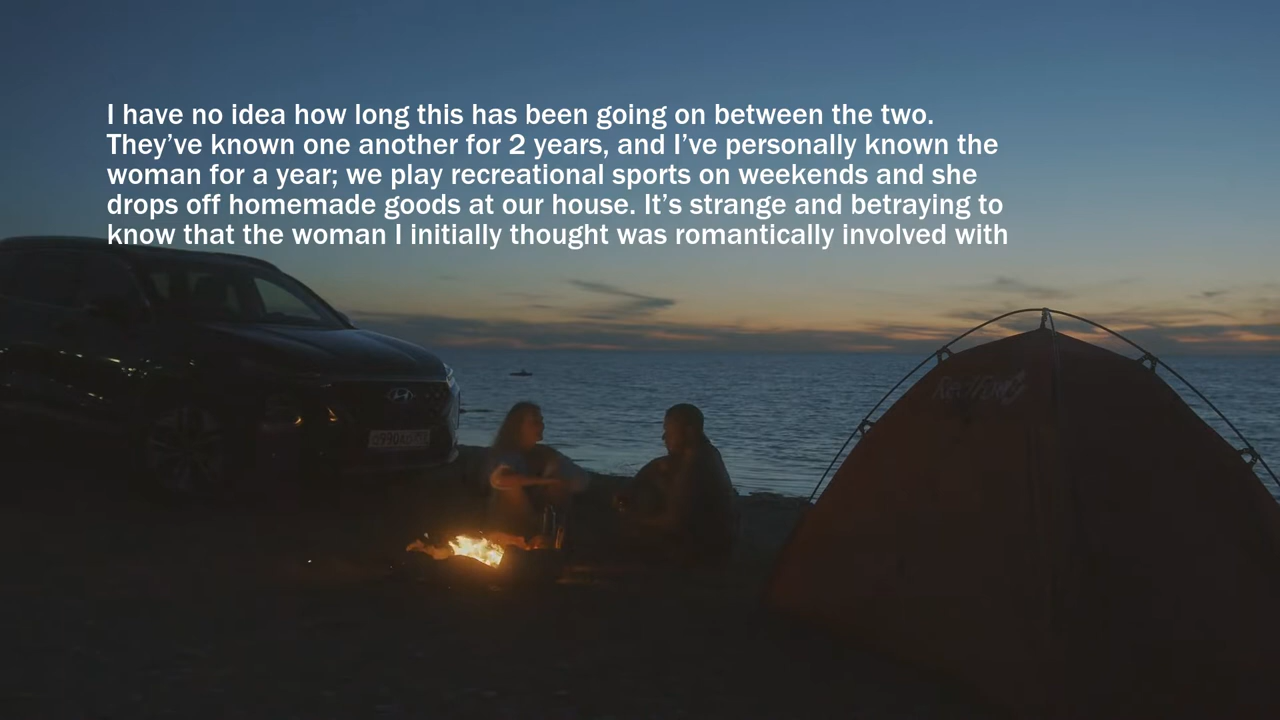 I have no idea how long this has been going on between the two.
They’ve known one another for 2 years, and I’ve personally known the
woman for a year; we play recreational sports on weekends and she
drops off homemade goods at our house. It’s strange and betraying to
know that the woman I initially thought was romantically involved with